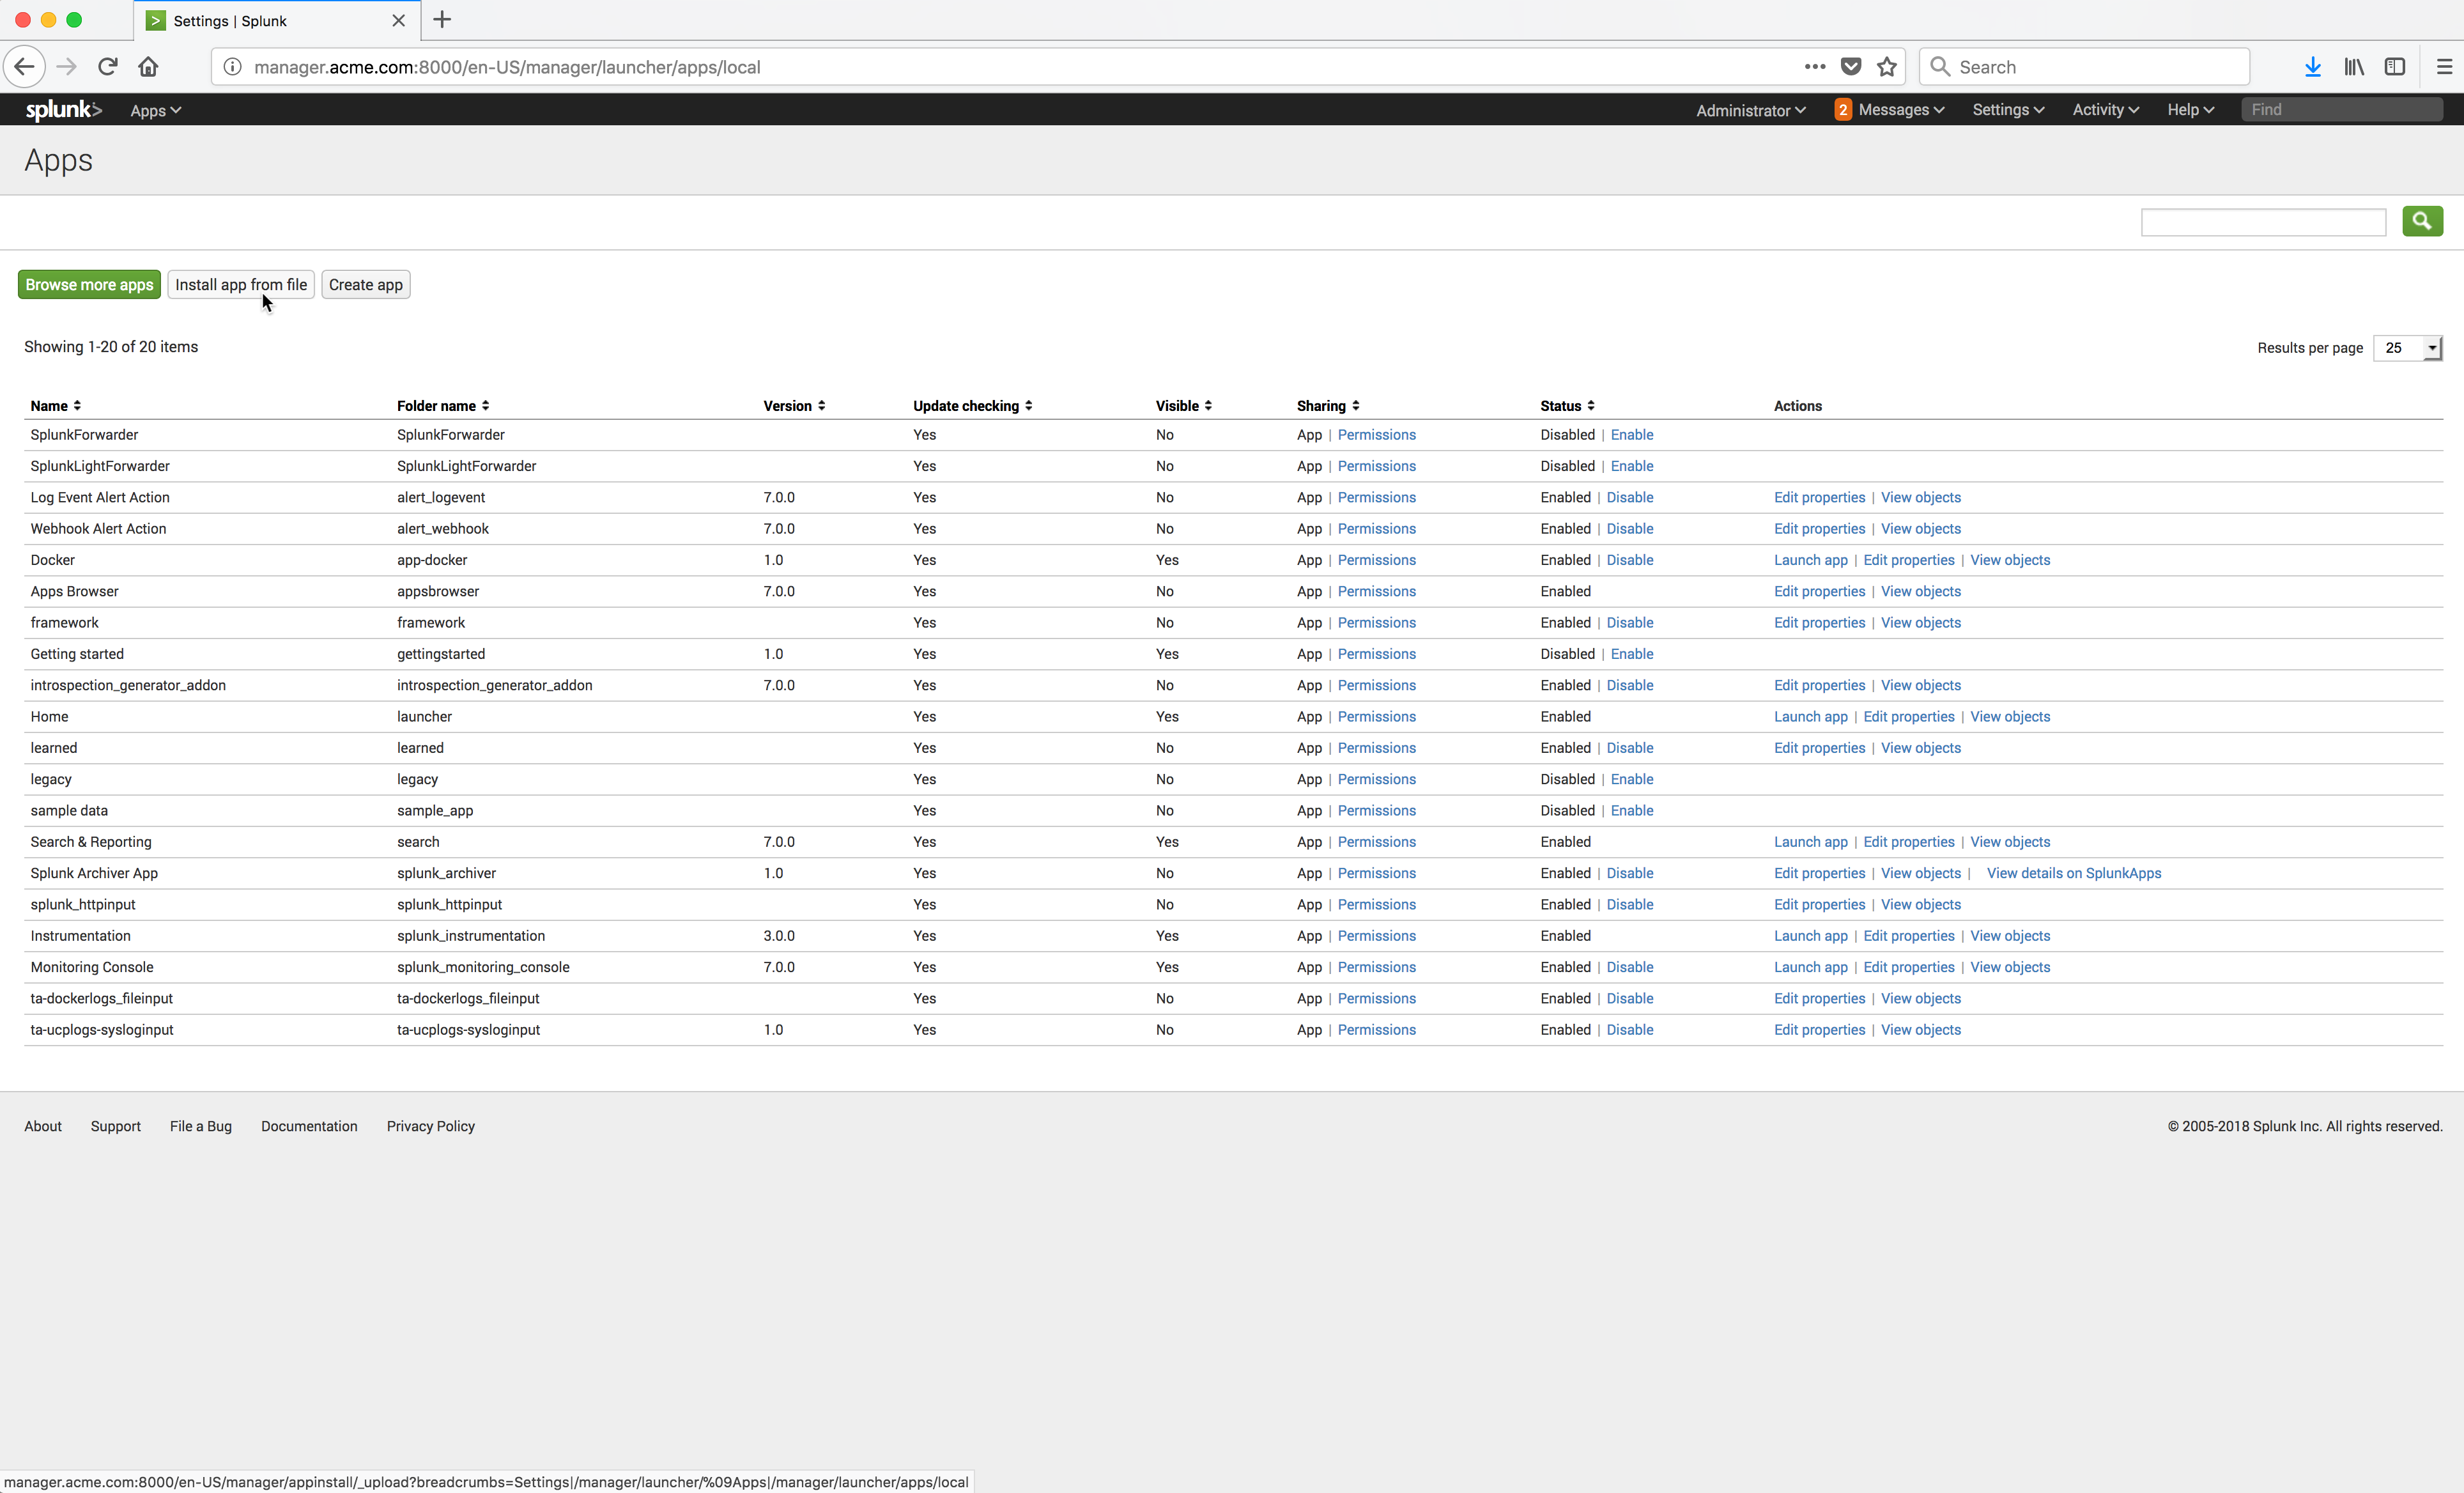 Settings | Splunk
manager.acme.com:8000/en-US/manager/launcher/apps/local
Search
splunk> Apps Administrator 2 Messages Settings Activity Help Find
Apps
Browse more apps Install app from file Create app
Showing 1-20 of 20 items Results per page 25
Name Folder name Version Update checking Visible Sharing Status Actions
SplunkForwarder SplunkForwarder Yes No App | Permissions Disabled | Enable
SplunkLightForwarder SplunkLightForwarder Yes No App | Permissions Disabled | Enable
Log Event Alert Action alert_logevent 7.0.0 Yes No App | Permissions Enabled | Disable Edit properties | View objects
Webhook Alert Action alert_webhook 7.0.0 Yes No App | Permissions Enabled | Disable Edit properties | View objects
Docker app-docker 1.0 Yes Yes App | Permissions Enabled | Disable Launch app | Edit properties | View objects
Apps Browser appsbrowser 7.0.0 Yes No App | Permissions Enabled Edit properties | View objects
framework framework Yes No App | Permissions Enabled | Disable Edit properties | View objects
Getting started gettingstarted 1.0 Yes Yes App | Permissions Disabled | Enable
introspection_generator_addon introspection_generator_addon 7.0.0 Yes No App | Permissions Enabled | Disable Edit properties | View objects
Home launcher Yes Yes App | Permissions Enabled Launch app | Edit properties | View objects
learned learned Yes No App | Permissions Enabled | Disable Edit properties | View objects
legacy legacy Yes No App | Permissions Disabled | Enable
sample data sample_app Yes No App | Permissions Disabled | Enable
Search & Reporting search 7.0.0 Yes Yes App | Permissions Enabled Launch app | Edit properties | View objects
Splunk Archiver App splunk_archiver 1.0 Yes No App | Permissions Enabled | Disable Edit properties | View objects | View details on SplunkApps
splunk_httpinput splunk_httpinput Yes No App | Permissions Enabled | Disable Edit properties | View objects
Instrumentation splunk_instrumentation 3.0.0 Yes Yes App | Permissions Enabled Launch app | Edit properties | View objects
Monitoring Console splunk_monitoring_console 7.0.0 Yes Yes App | Permissions Enabled | Disable Launch app | Edit properties | View objects
ta-dockerlogs_fileinput ta-dockerlogs_fileinput Yes No App | Permissions Enabled | Disable Edit properties | View objects
ta-ucplogs-sysloginput ta-ucplogs-sysloginput 1.0 Yes No App | Permissions Enabled | Disable Edit properties | View objects
About Support File a Bug Documentation Privacy Policy © 2005-2018 Splunk Inc. All rights reserved.
manager.acme.com:8000/en-US/manager/appinstall/_upload?breadcrumbs=Settings|/manager/launcher/%09Apps|/manager/launcher/apps/local